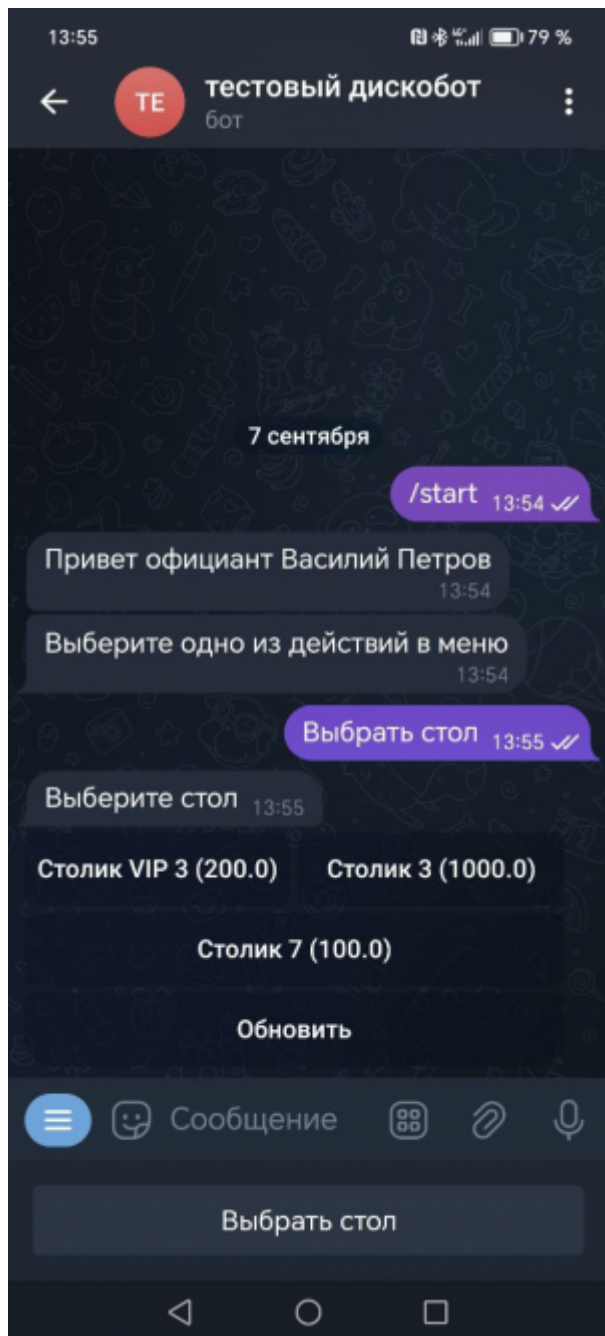 13:55
79 %
ТЕ
тестовый дискобот
бот
7 сентября
/start 13:54
Привет официант Василий Петров
13:54
Выберите одно из действий в меню
13:54
Выбрать стол 13:55
Выберите стол 13:55
Столик VIP 3 (200.0) Столик 3 (1000.0)
Столик 7 (100.0)
Обновить
Сообщение
Выбрать стол